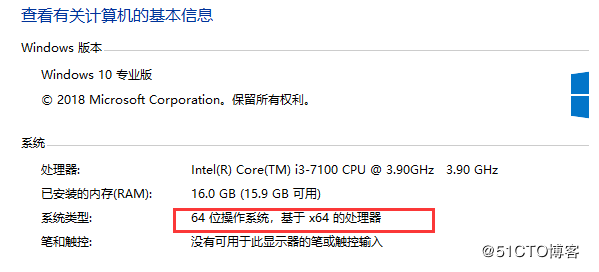 查看有关计算机的基本信息
Windows 版本
Windows 10 专业版
© 2018 Microsoft Corporation。保留所有权利。
系统
处理器: Intel(R) Core(TM) i3-7100 CPU @ 3.90GHz 3.90 GHz
已安装的内存(RAM): 16.0 GB (15.9 GB 可用)
系统类型: 64 位操作系统, 基于 x64 的处理器
笔和触控: 没有可用于此显示器的笔或触控输入
@51CTO博客